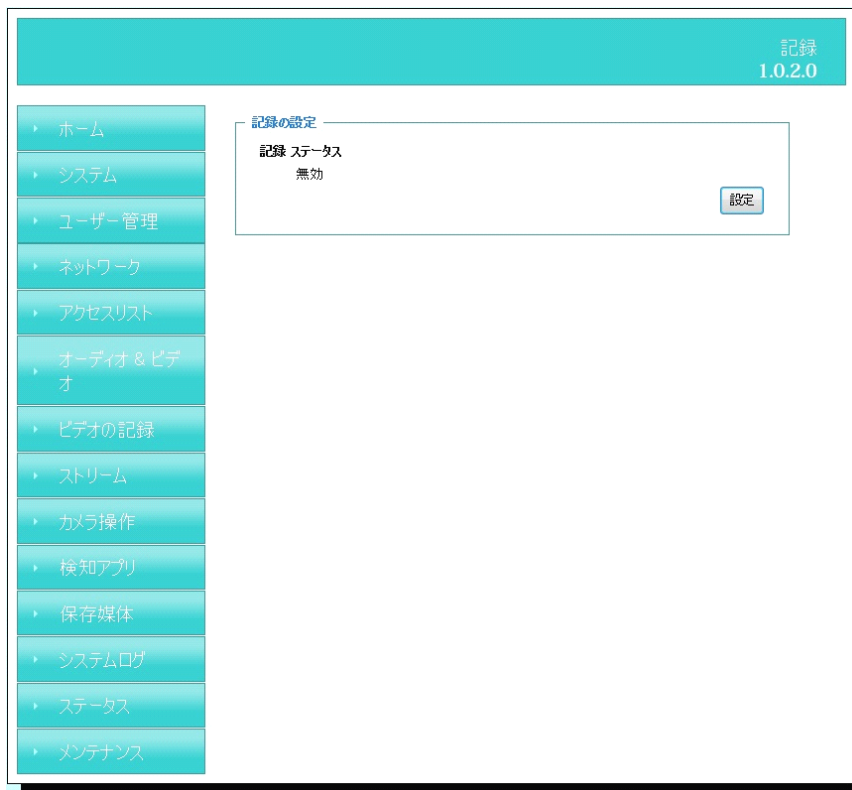 記録
1.0.2.0
ホーム
システム
ユーザー管理
ネットワーク
アクセスリスト
オーディオ & ビデ
オ
ビデオの記録
ストリーム
カメラ操作
検知アプリ
保存媒体
システムログ
ステータス
メンテナンス
記録の設定
記録 ステータス
無効
設定